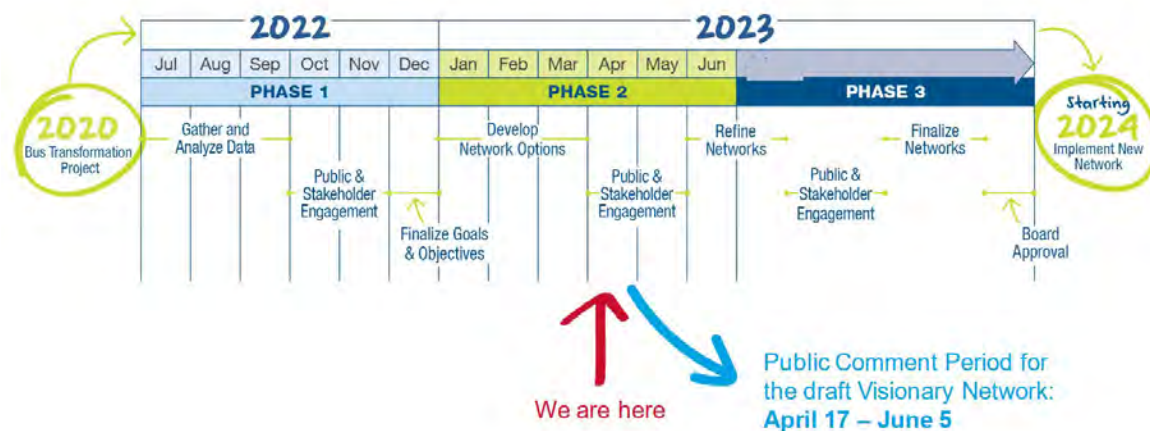 2022
2023
Jul Aug Sep Oct Nov Dec Jan Feb Mar Apr May Jun
PHASE 1
PHASE 2
PHASE 3
2020
Bus Transformation
Project
Gather and
Analyze Data
Public &
Stakeholder
Engagement
Finalize Goals
& Objectives
Develop
Network Options
Public &
Stakeholder
Engagement
Refine
Networks
Public &
Stakeholder
Engagement
Finalize
Networks
Board
Approval
Starting
2024
Implement New
Network
We are here
Public Comment Period for
the draft Visionary Network:
April 17 – June 5